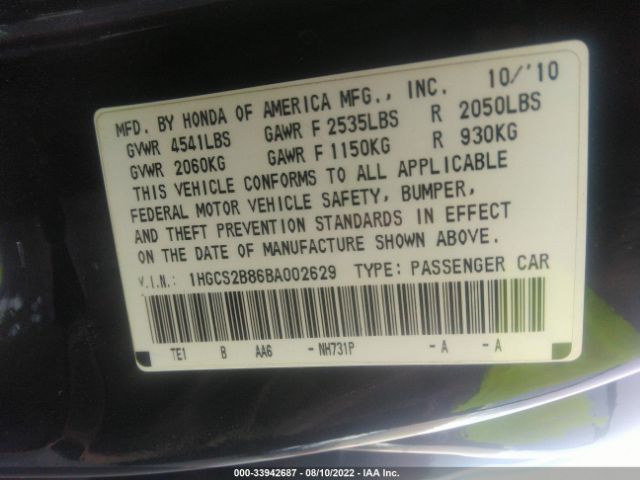 MFD. BY HONDA OF AMERICA MFG., INC. 10/'10
GVWR 4541LBS GAWR F 2535LBS R 2050LBS
GVWR 2060KG GAWR F 1150KG R 930KG
THIS VEHICLE CONFORMS TO ALL APPLICABLE
FEDERAL MOTOR VEHICLE SAFETY, BUMPER,
AND THEFT PREVENTION STANDARDS IN EFFECT
ON THE DATE OF MANUFACTURE SHOWN ABOVE.
V.I.N.: 1HGCS2B86BA002629 TYPE: PASSENGER CAR
TE1 B AA6 -NH731P -A -A
000-33942687 - 08/10/2022 - IAA Inc.